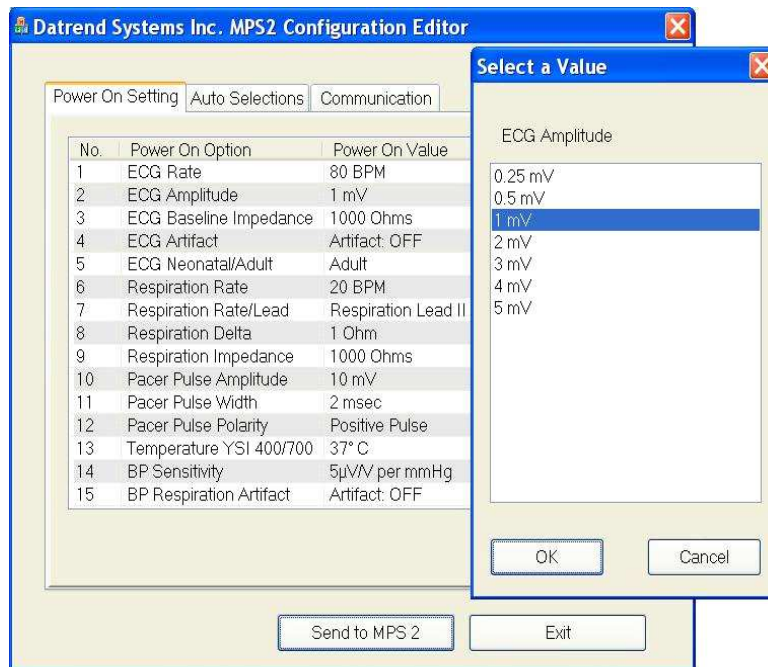 Datrend Systems Inc. MPS2 Configuration Editor
Power On Setting Auto Selections Communication
No. Power On Option Power On Value
1 ECG Rate 80 BPM
2 ECG Amplitude 1 mV
3 ECG Baseline Impedance 1000 Ohms
4 ECG Artifact Artifact: OFF
5 ECG Neonatal/Adult Adult
6 Respiration Rate 20 BPM
7 Respiration Rate/Lead Respiration Lead II
8 Respiration Delta 1 Ohm
9 Respiration Impedance 1000 Ohms
10 Pacer Pulse Amplitude 10 mV
11 Pacer Pulse Width 2 msec
12 Pacer Pulse Polarity Positive Pulse
13 Temperature YSI 400/700 37° C
14 BP Sensitivity 5µV/V per mmHg
15 BP Respiration Artifact Artifact: OFF
Send to MPS 2 Exit
Select a Value
ECG Amplitude
0.25 mV
0.5 mV
1 mV
2 mV
3 mV
4 mV
5 mV
OK Cancel